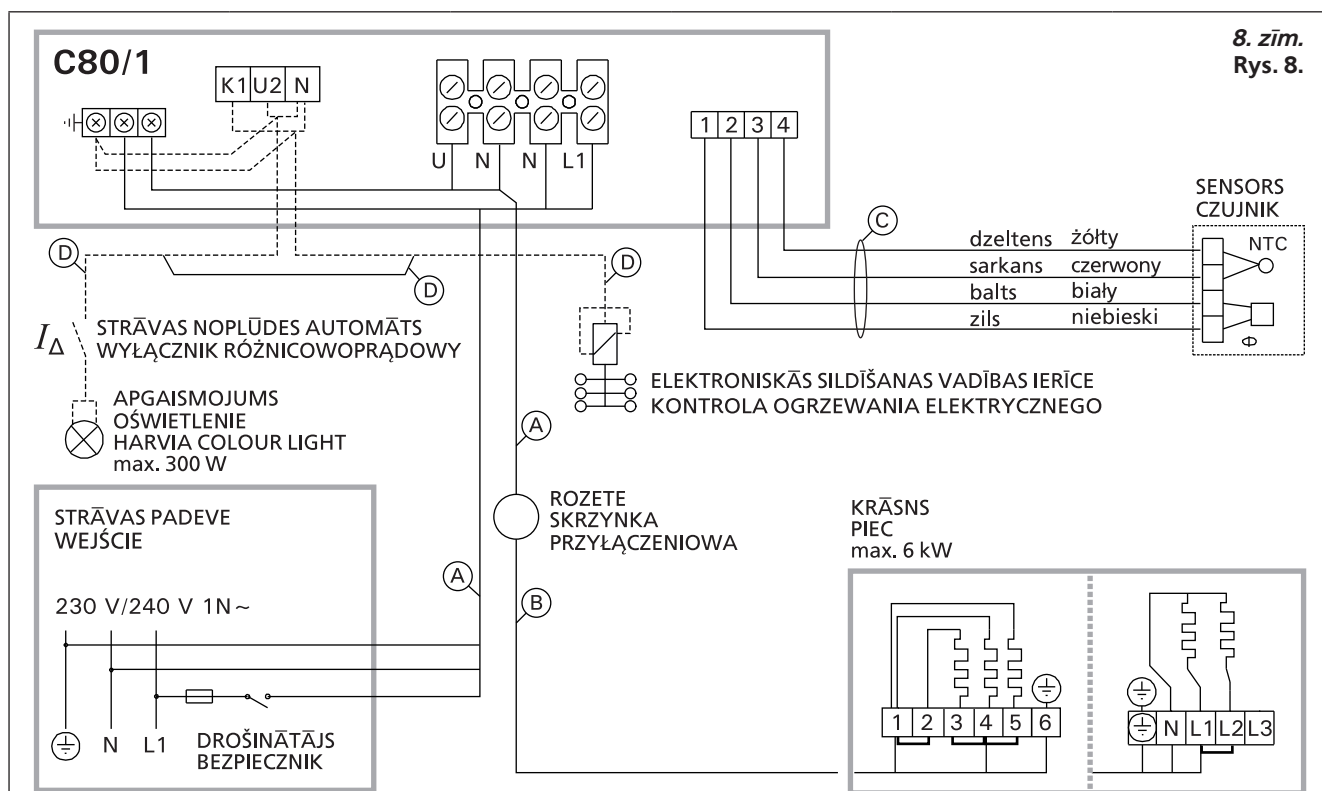 8. zīm.
Rys. 8.
C80/1
K1 U2 N
U N N L1
1 2 3 4
SENSORS
CZUJNIK
NTC
C
dzeltens żółty
sarkans czerwony
balts biały
zils niebieski
Φ
D
D
D
I∆
STRĀVAS NOPLŪDES AUTOMĀTS
WYŁĄCZNIK RÓŻNICOWOPRĄDOWY
ELEKTRONISKĀS SILDĪŠANAS VADĪBAS IERĪCE
KONTROLA OGRZEWANIA ELEKTRYCZNEGO
APGAISMOJUMS
OŚWIETLENIE
HARVIA COLOUR LIGHT
max. 300 W
A
ROZETE
SKRZYNKA
PRZYŁĄCZENIOWA
STRĀVAS PADEVE
WEJŚCIE
A
B
230 V/240 V 1N~
N L1
DROŠINĀTĀJS
BEZPIECZNIK
KRĀSNS
PIEC
max. 6 kW
1 2 3 4 5 6
N L1 L2 L3